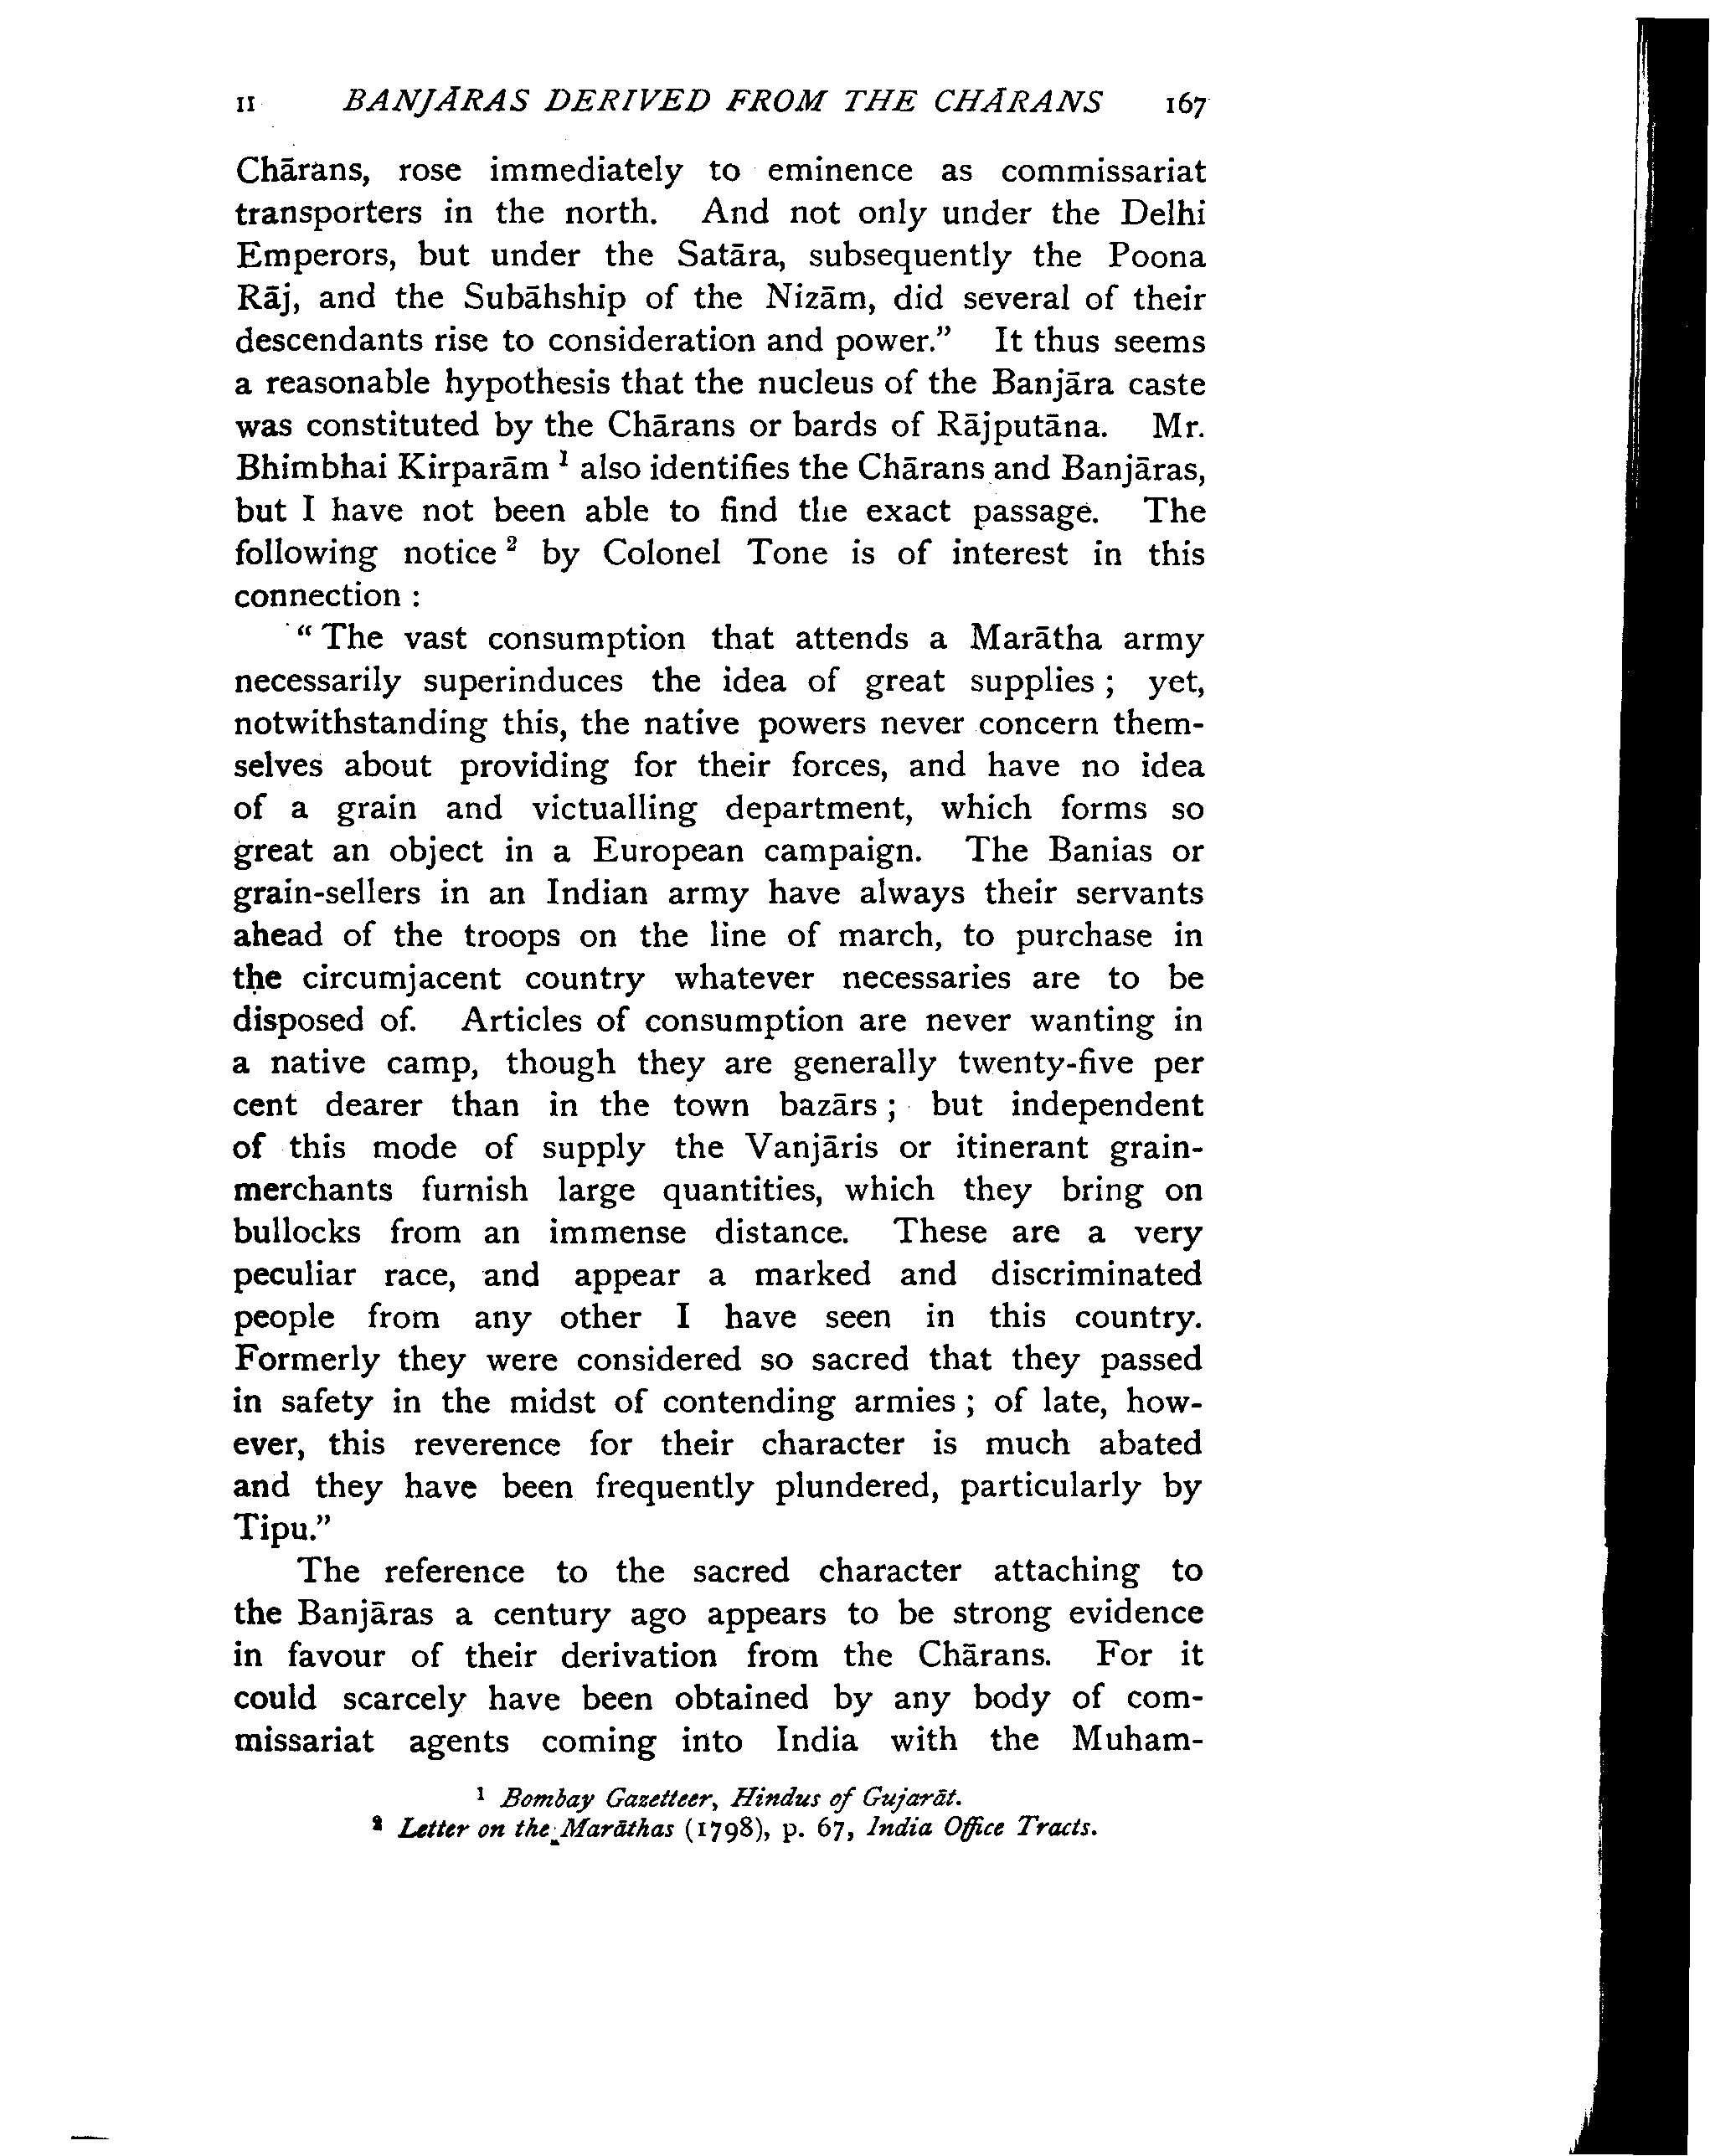 II BANJĀRAS DERIVED FROM THE CHĀRANS 167
Chārans, rose immediately to eminence as commissariat
transporters in the north. And not only under the Delhi
Emperors, but under the Satāra, subsequently the Poona
Rāj, and the Subāhship of the Nizām, did several of their
descendants rise to consideration and power.” It thus seems
a reasonable hypothesis that the nucleus of the Banjāra caste
was constituted by the Chārans or bards of Rājputāna. Mr.
Bhimbhai Kirparām ¹ also identifies the Chārans and Banjāras,
but I have not been able to find the exact passage. The
following notice ² by Colonel Tone is of interest in this
connection :
“ The vast consumption that attends a Marātha army
necessarily superinduces the idea of great supplies ; yet,
notwithstanding this, the native powers never concern them-
selves about providing for their forces, and have no idea
of a grain and victualling department, which forms so
great an object in a European campaign. The Banias or
grain-sellers in an Indian army have always their servants
ahead of the troops on the line of march, to purchase in
the circumjacent country whatever necessaries are to be
disposed of. Articles of consumption are never wanting in
a native camp, though they are generally twenty-five per
cent dearer than in the town bazārs ; but independent
of this mode of supply the Vanjāris or itinerant grain-
merchants furnish large quantities, which they bring on
bullocks from an immense distance. These are a very
peculiar race, and appear a marked and discriminated
people from any other I have seen in this country.
Formerly they were considered so sacred that they passed
in safety in the midst of contending armies ; of late, how-
ever, this reverence for their character is much abated
and they have been frequently plundered, particularly by
Tipu.”
The reference to the sacred character attaching to
the Banjāras a century ago appears to be strong evidence
in favour of their derivation from the Chārans. For it
could scarcely have been obtained by any body of com-
missariat agents coming into India with the Muham-
¹ Bombay Gazetteer, Hindus of Gujarāt.
² Letter on the Marāthas (1798), p. 67, India Office Tracts.